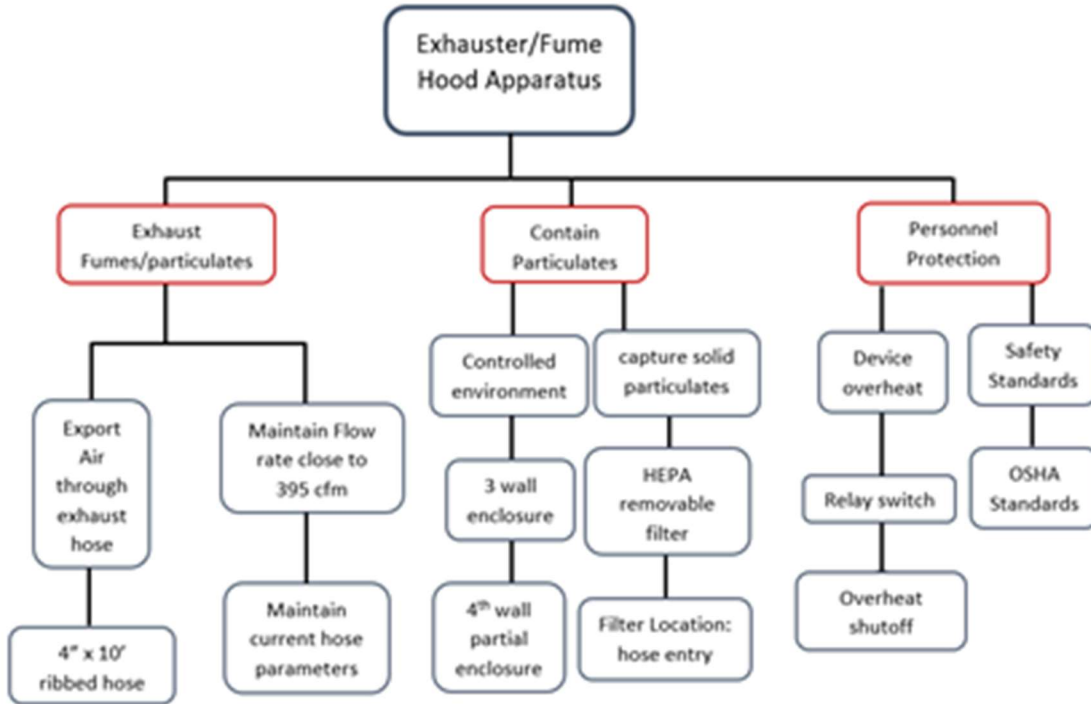 Exhauster/Fume
Hood Apparatus
Exhaust
Fumes/particulates
Contain
Particulates
Personnel
Protection
Export
Air
through
exhaust
hose
Maintain Flow
rate close to
395 cfm
Controlled
environment
capture solid
particulates
Device
overheat
Safety
Standards
3 wall
enclosure
HEPA
removable
filter
Relay switch
OSHA
Standards
4" x 10'
ribbed hose
Maintain
current hose
parameters
4th wall
partial
enclosure
Filter Location:
hose entry
Overheat
shutoff